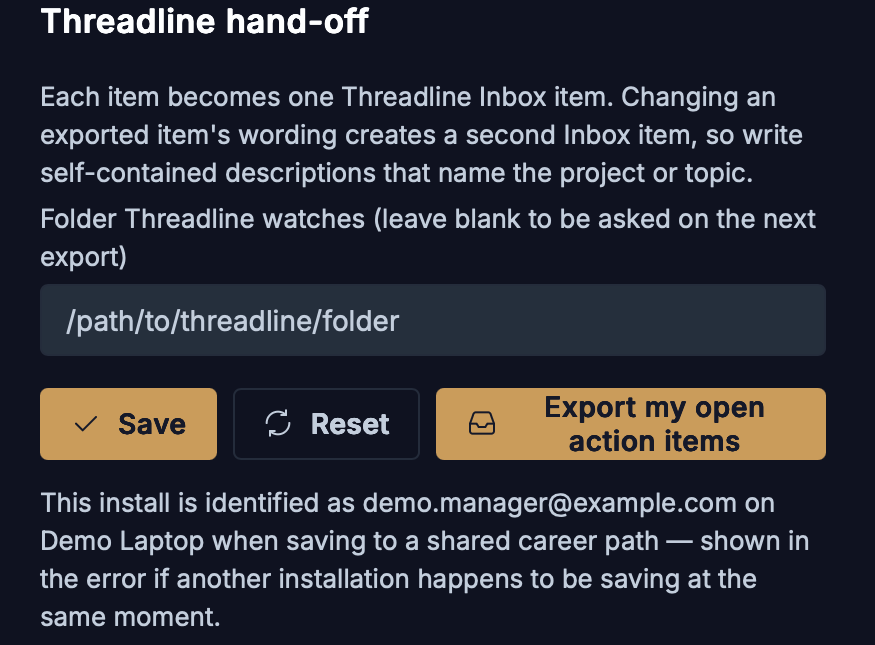 Threadline hand-off
Each item becomes one Threadline Inbox item. Changing an
exported item's wording creates a second Inbox item, so write
self-contained descriptions that name the project or topic.
Folder Threadline watches (leave blank to be asked on the next
export)
/path/to/threadline/folder
Save
Reset
Export my open
action items
This install is identified as demo.manager@example.com on
Demo Laptop when saving to a shared career path — shown in
the error if another installation happens to be saving at the
same moment.